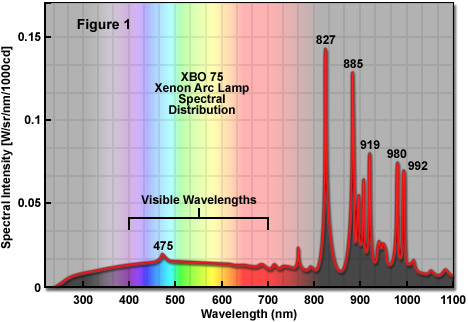 Figure 1
XBO 75
Xenon Arc Lamp
Spectral
Distribution
Visible Wavelengths
475
827
885
919
980
992
Spectral Intensity [W/sr/nm/1000cd]
0.15
0.1
0.05
0
300 400 500 600 700 800 900 1000 1100
Wavelength (nm)